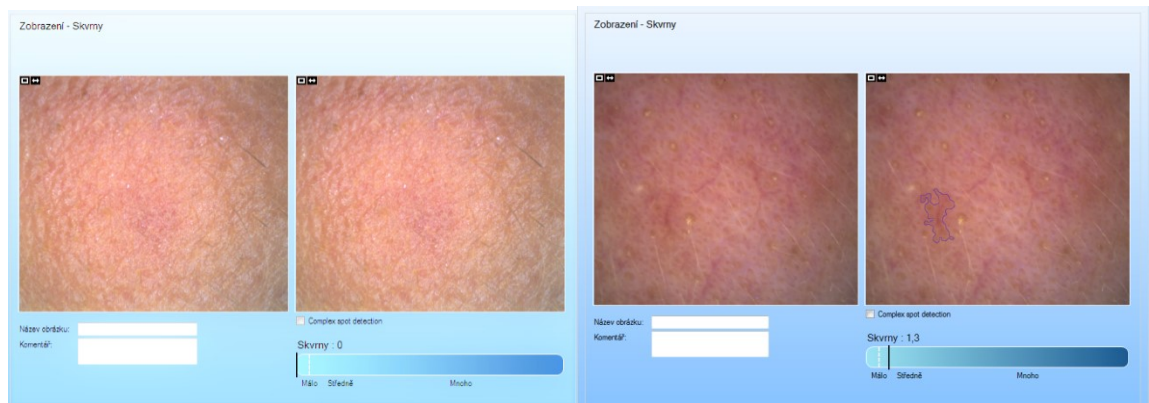 Zobrazení - Skvrny
Název obrázku:
Komentář:
Complex spot detection
Skvrny : 0
Málo Středně Mnoho
Zobrazení - Skvrny
Název obrázku:
Komentář:
Complex spot detection
Skvrny : 1,3
Málo Středně Mnoho